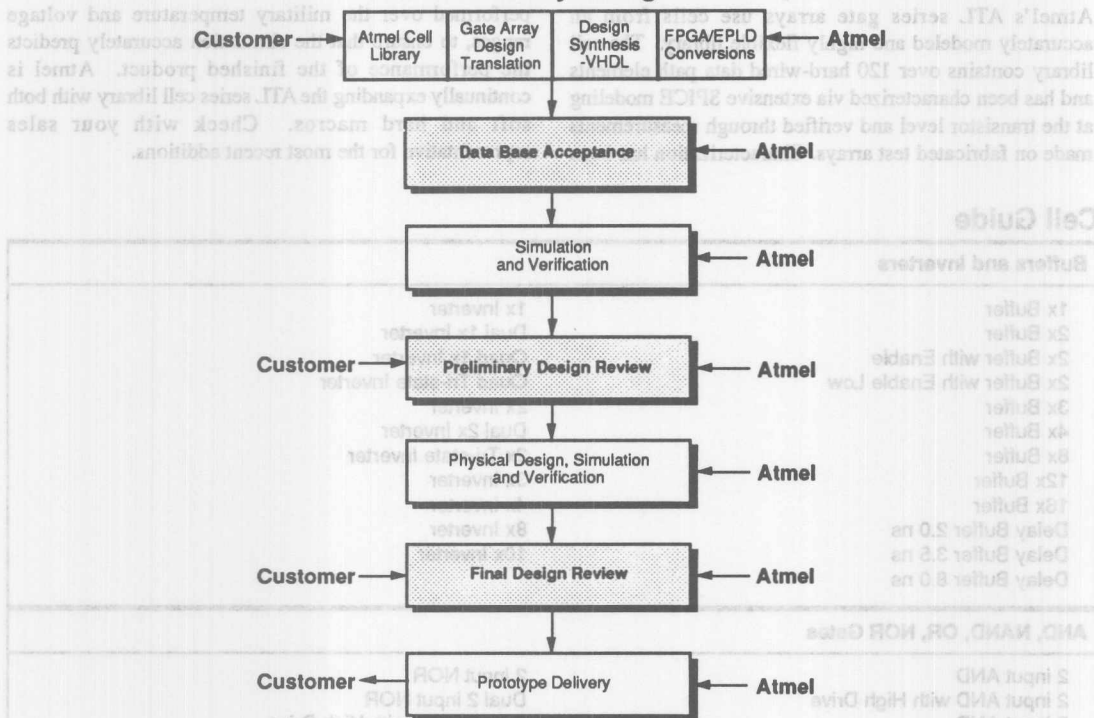 Customer
Atmel Cell
Library
Gate Array
Design
Translation
Design
Synthesis
-VHDL
FPGA/EPLD
Conversions
Atmel
Data Base Acceptance
Atmel
Simulation
and Verification
Atmel
Customer
Preliminary Design Review
Atmel
Physical Design, Simulation
and Verification
Atmel
Customer
Final Design Review
Atmel
Customer
Prototype Delivery
Atmel
Atmel's ATL series gate arrays use cells from
accurately modeled and highly flexible
library contains over 120 hard-wired data path elements
and has been characterized via extensive SPICE modeling
at the transistor level and verified through measurements
made on fabricated test arrays.
performed over the military temperature and voltage
accurately predicts
the performance of the finished product. Atmel is
continually expanding the ATL series cell library with both
soft and hard macros. Check with your sales
for the most recent additions.
Cell Guide
Buffers and Inverters
1x Buffer
2x Buffer
2x Buffer with Enable
2x Buffer with Enable Low
3x Buffer
4x Buffer
8x Buffer
12x Buffer
16x Buffer
Delay Buffer 2.0 ns
Delay Buffer 3.5 ns
Delay Buffer 8.0 ns
1x Inverter
Dual 1x Inverter
Quad 1x Inverter
Quad Tri-state Inverter
2x Inverter
Dual 2x Inverter
Inverter
Inverter
Inverter
8x Inverter
Inverter
AND, NAND, OR, NOR Gates
2 input AND
2 input AND with High Drive
2 input NOR
Dual 2 input NOR